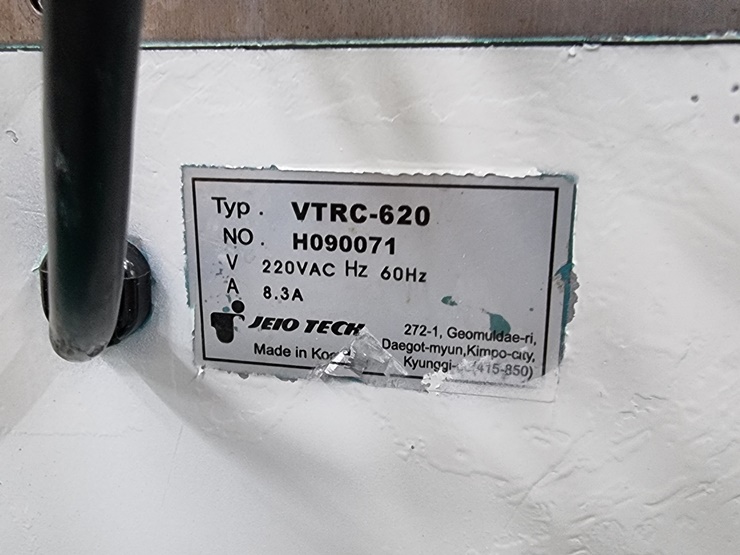 Typ . VTRC-620
NO . H090071
V 220VAC Hz 60Hz
A 8.3A
JEIO TECH
Made in
272-1, Geomuldae-ri,
Daegot-myun,Kimpo-city,
Kyunggi- (415-850)